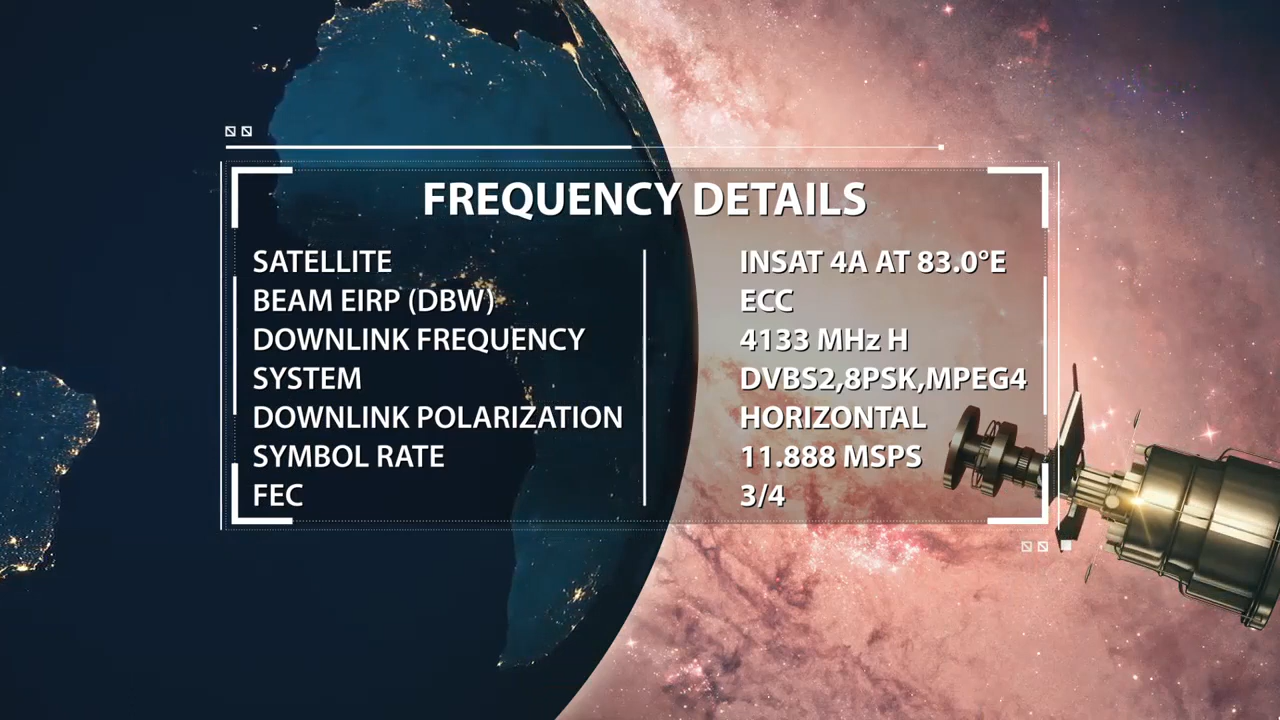 FREQUENCY DETAILS
SATELLITE INSAT 4A AT 83.0°E
BEAM EIRP (DBW) ECC
DOWNLINK FREQUENCY 4133 MHz H
SYSTEM DVBS2,8PSK,MPEG4
DOWNLINK POLARIZATION HORIZONTAL
SYMBOL RATE 11.888 MSPS
FEC 3/4